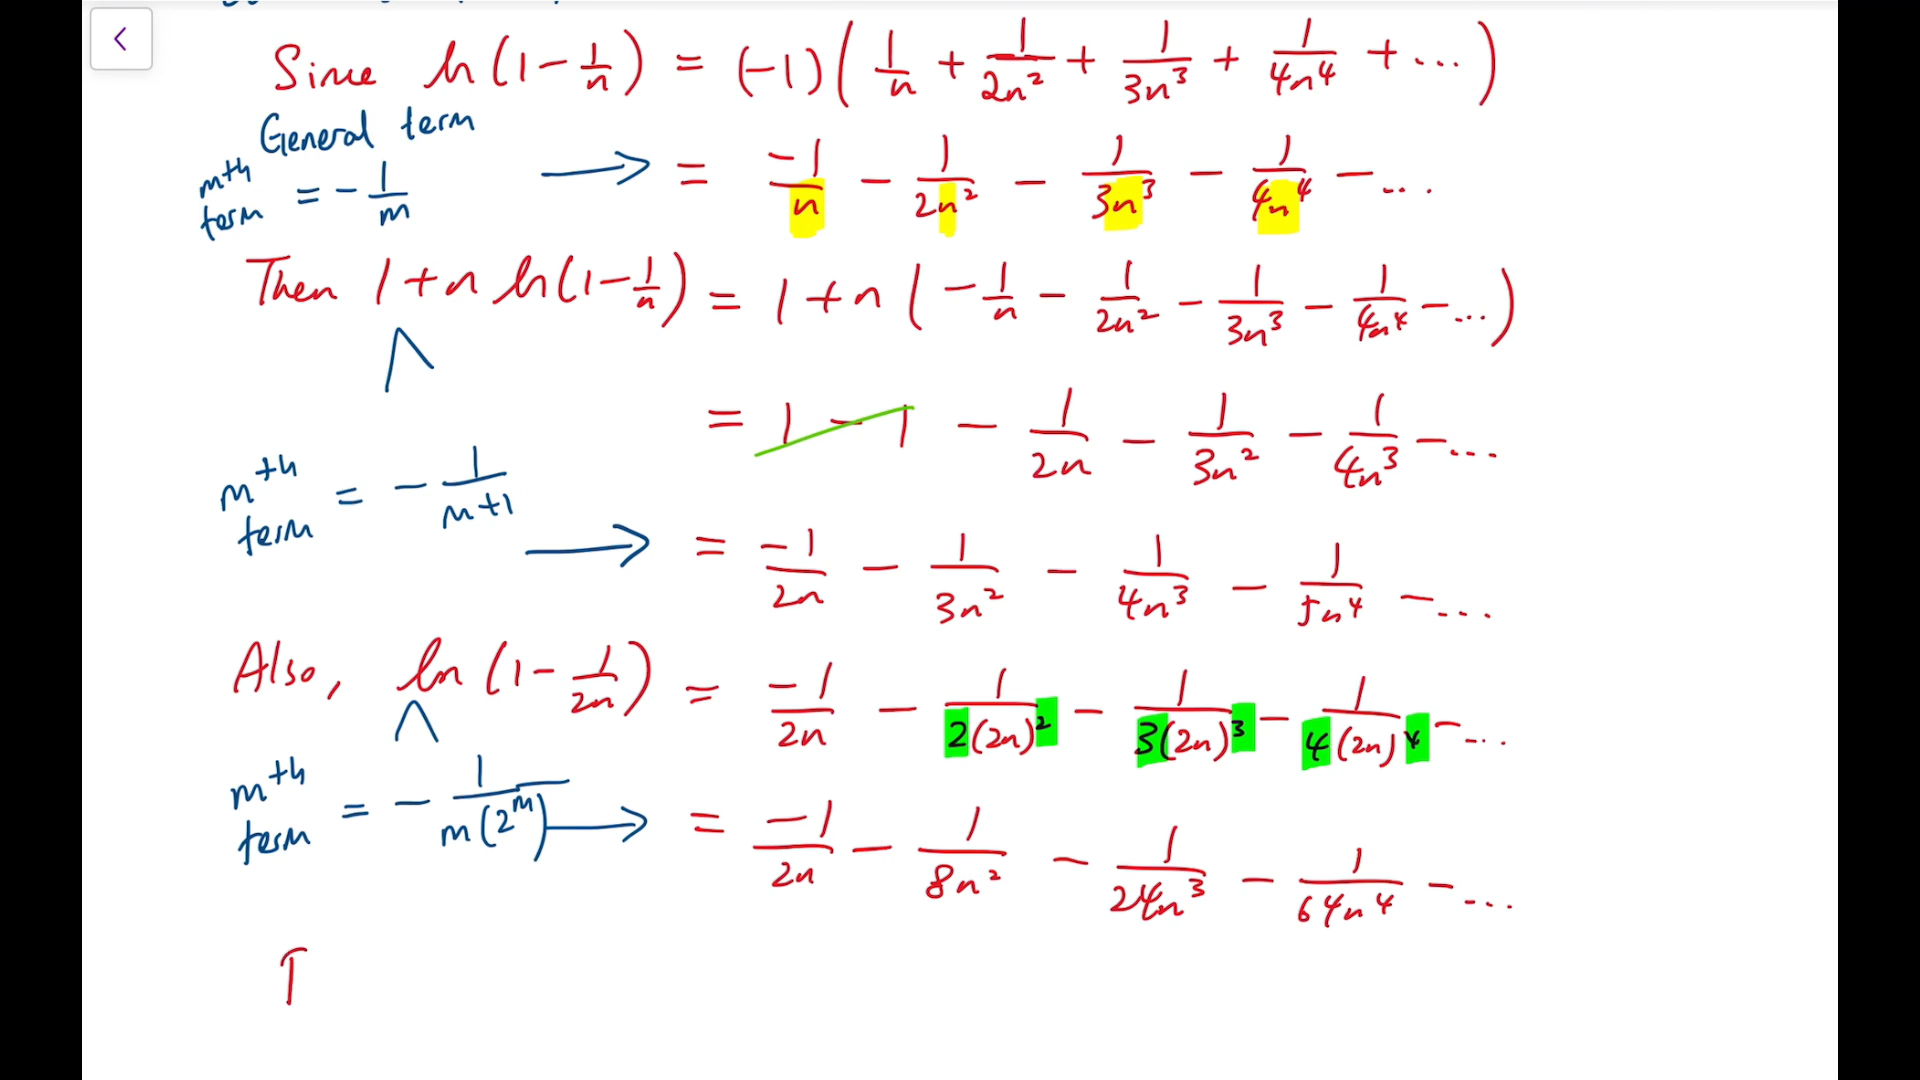 Since ln(1-1/n) = (-1)(1/n + 1/2n² + 1/3n³ + 1/4n⁴ + ...)
General term
mth term = -1/m → = -1/n - 1/2n² - 1/3n³ - 1/4n⁴ - ...
Then 1+n ln(1-1/n) = 1+n(-1/n - 1/2n² - 1/3n³ - 1/4n⁴ - ...)
= 1 - 1 - 1/2n - 1/3n² - 1/4n³ - ...
mth term = -1/m+1 → = -1/2n - 1/3n² - 1/4n³ - 1/5n⁴ - ...
Also, ln(1-1/2n) = -1/2n - 1/2(2n)² - 1/3(2n)³ - 1/4(2n)⁴ - ...
mth term = -1/m(2ᵐ) → = -1/2n - 1/8n² - 1/24n³ - 1/64n⁴ - ...